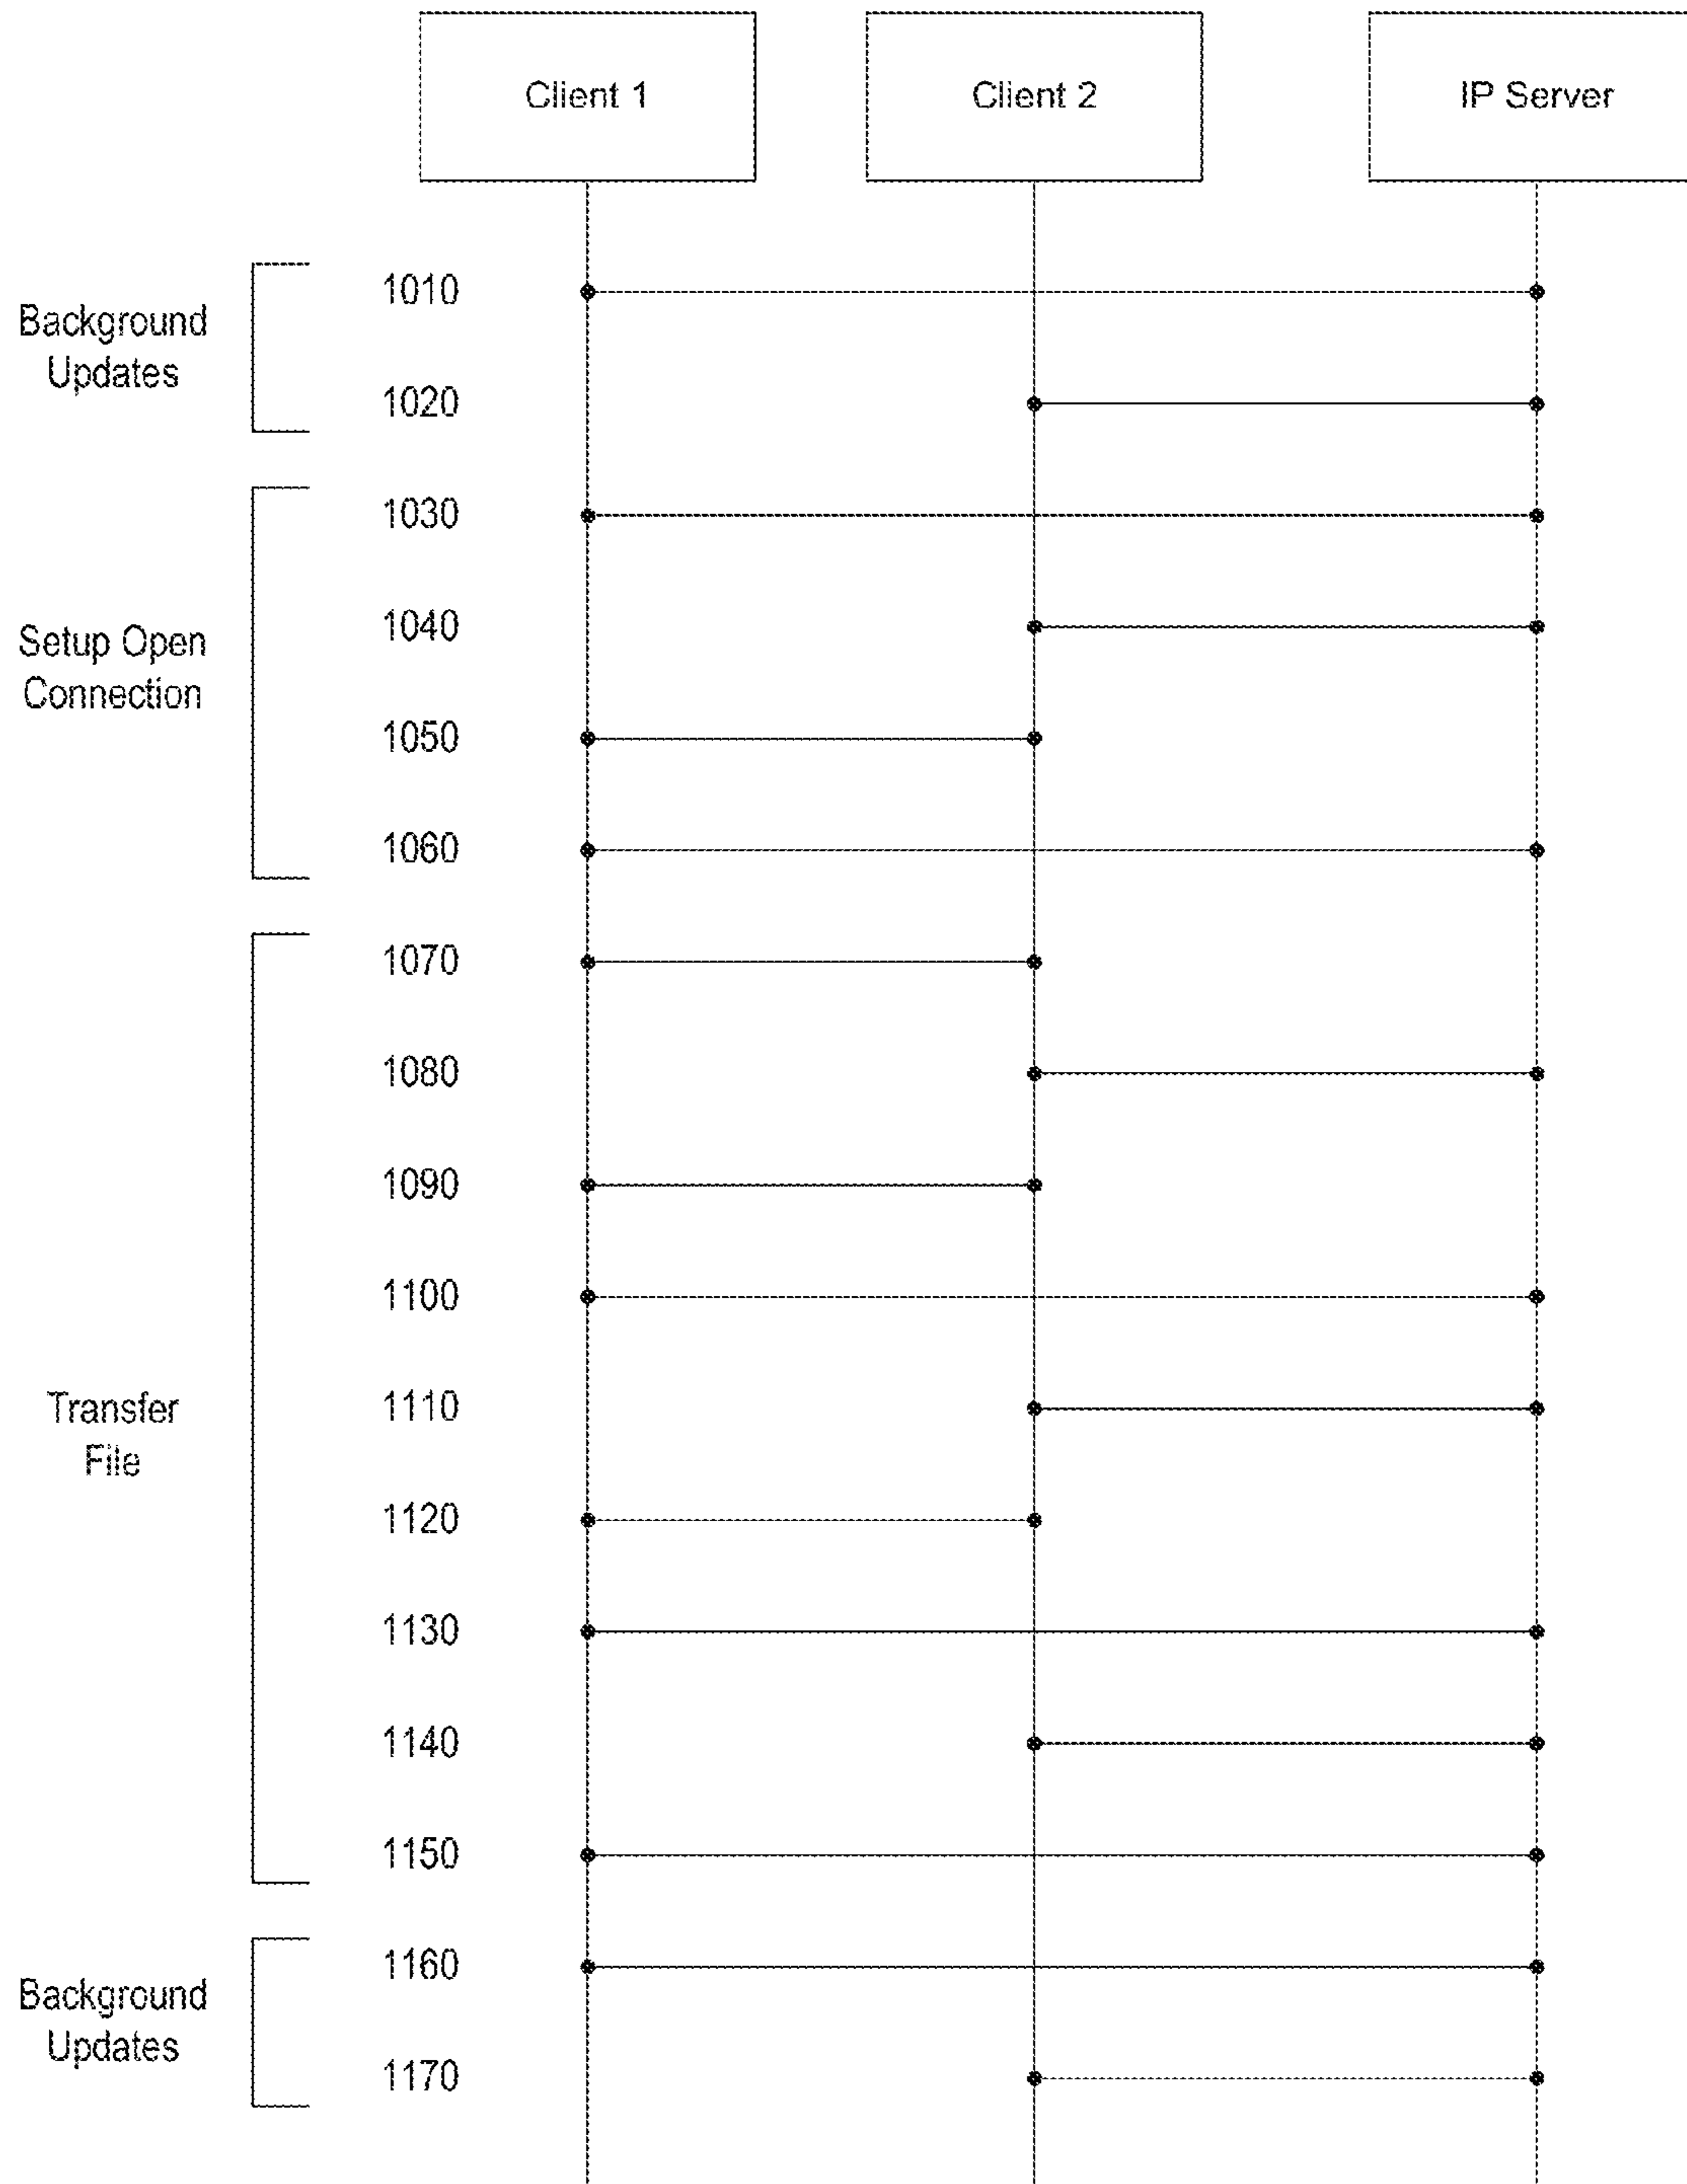 Client 1
Client 2
IP Server
Background
Updates
1010
1020
Setup Open
Connection
1030
1040
1050
1060
Transfer
File
1070
1080
1090
1100
1110
1120
1130
1140
1150
Background
Updates
1160
1170